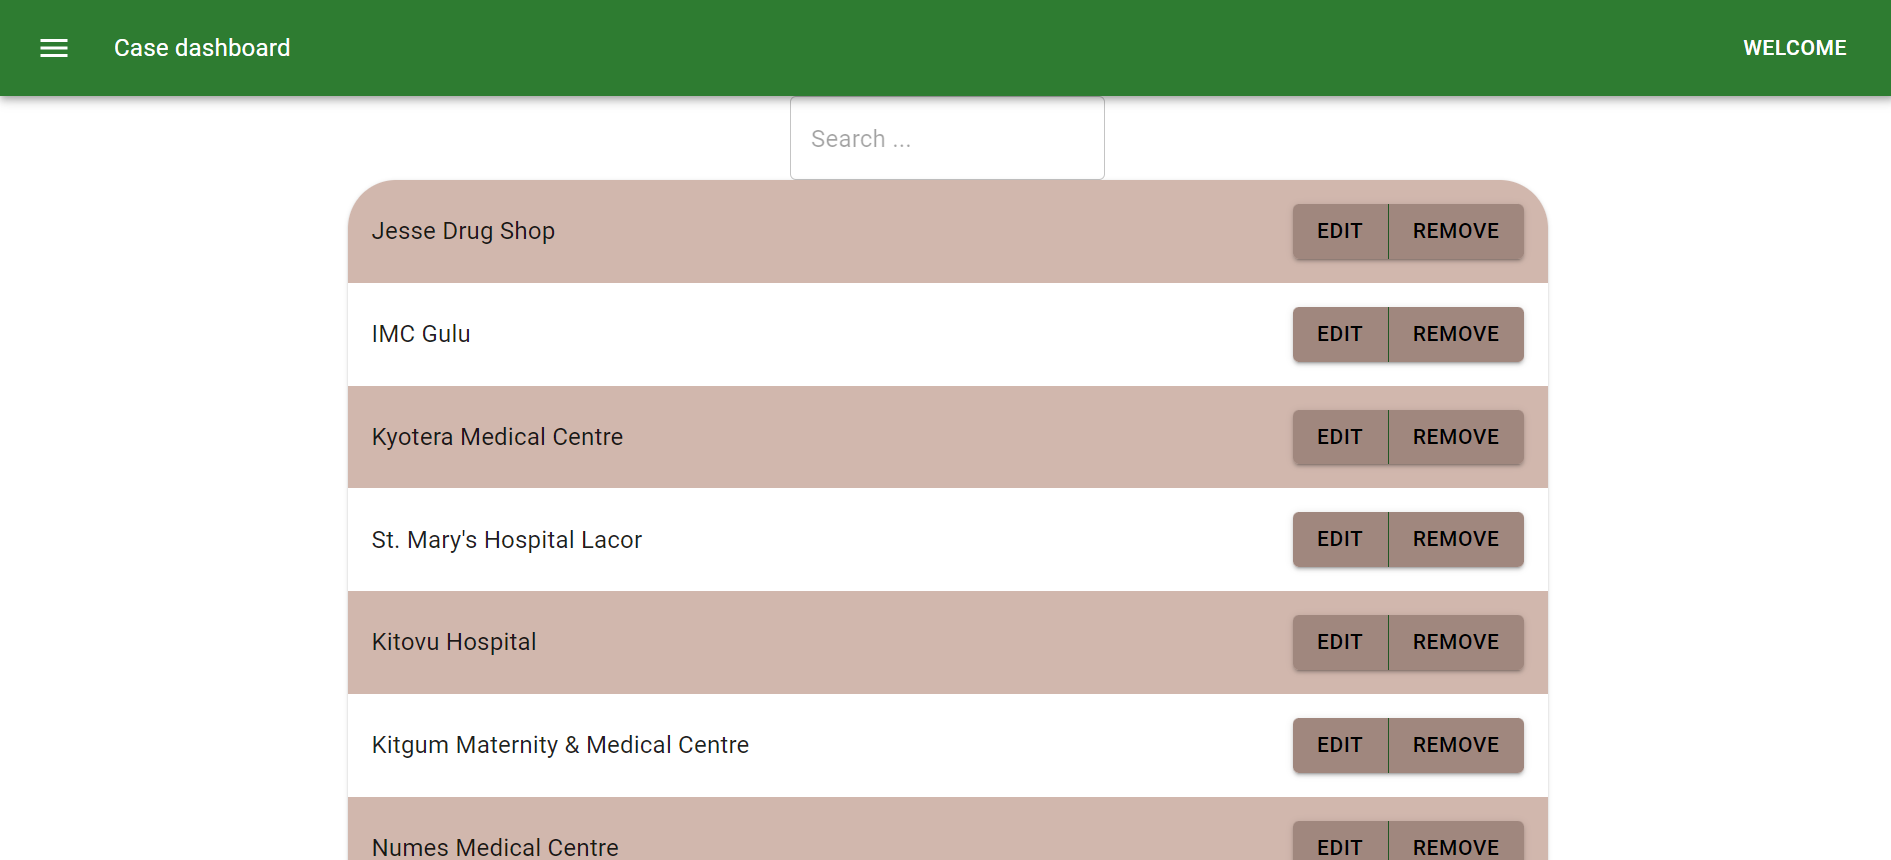 Case dashboard WELCOME
Search ...
Jesse Drug Shop EDIT REMOVE
IMC Gulu EDIT REMOVE
Kyotera Medical Centre EDIT REMOVE
St. Mary's Hospital Lacor EDIT REMOVE
Kitovu Hospital EDIT REMOVE
Kitgum Maternity & Medical Centre EDIT REMOVE
Numes Medical Centre EDIT REMOVE